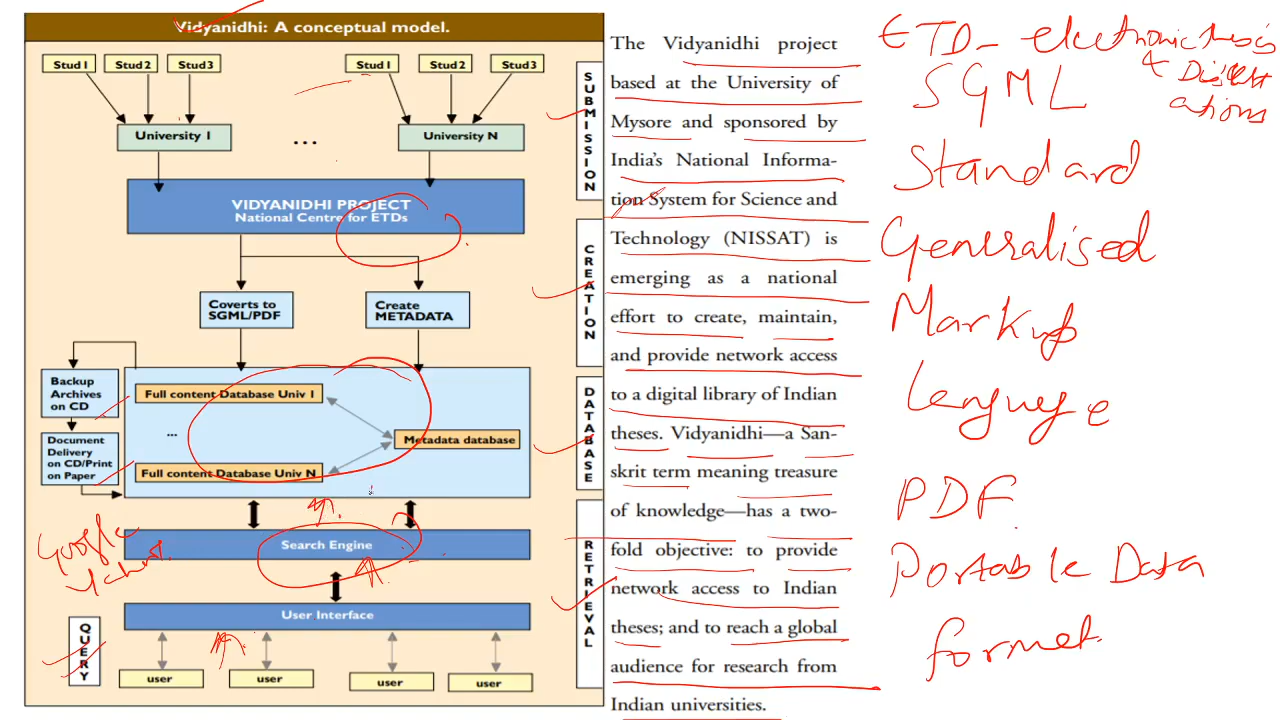 Vidyanidhi: A conceptual model.
Stud 1
Stud 2
Stud 3
Stud 1
Stud 2
Stud 3
University 1
...
University N
VIDYANIDHI PROJECT
National Centre for ETDs
Coverts to
SGML/PDF
Create
METADATA
Backup
Archives
on CD
Document
Delivery
on CD/Print
on Paper
Full content Database Univ 1
...
Full content Database Univ N
Metadata database
Search Engine
User Interface
user
user
user
user
QUERY
SUBMISSION
CREATION
DATABASE
RETRIEVAL
Google
The Vidyanidhi project
based at the University of
Mysore and sponsored by
India's National Informa-
tion System for Science and
Technology (NISSAT) is
emerging as a national
effort to create, maintain,
and provide network access
to a digital library of Indian
theses. Vidyanidhi—a San-
skrit term meaning treasure
of knowledge—has a two-
fold objective: to provide
network access to Indian
theses; and to reach a global
audience for research from
Indian universities.
ETD - electronic thesis
& Dissert
ations
SGML
Standard
Generalised
Markup
Language
PDF
Portable Data
format